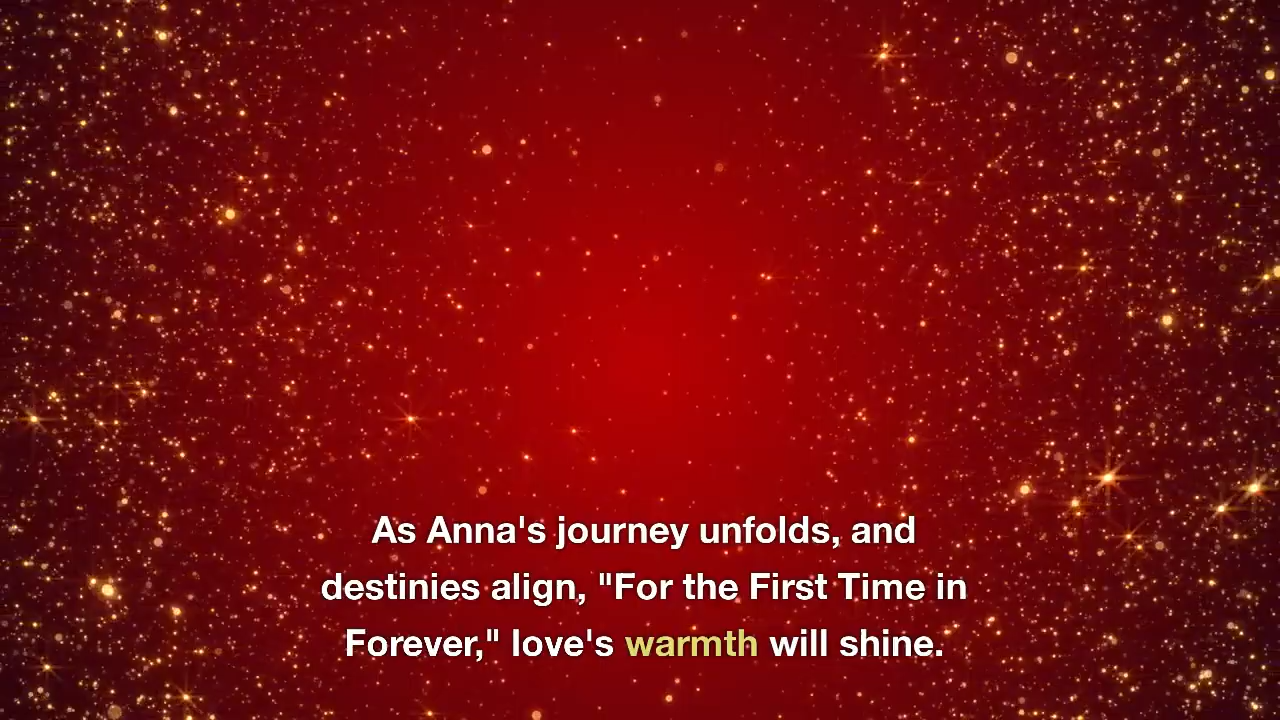 As Anna's journey unfolds, and
destinies align, "For the First Time in
Forever," love's warmth will shine.